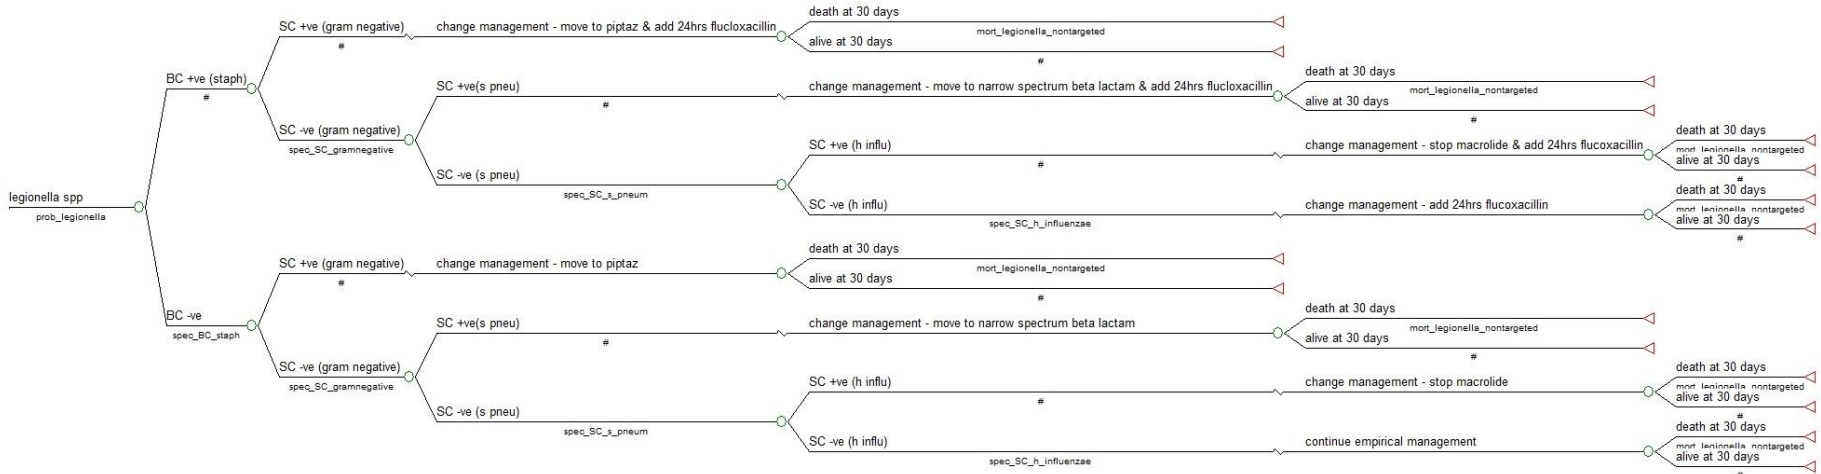 death at 30 days
SC +ve (gram negative)
change management - move to piptaz & add 24hrs flucloxacillin
mort_legionella_nontargeted
#
alive at 30 days
#
death at 30 days
BC +ve (staph)
SC +ve(s pneu)
change management - move to narrow spectrum beta lactam & add 24hrs flucloxacillin
mort_legionella_nontargeted
#
#
alive at 30 days
#
SC -ve (gram negative)
spec_SC_gramnegative
death at 30 days
SC +ve (h influ)
change management - stop macrolide & add 24hrs flucoxacillin
mort_legionella_nontargeted
#
alive at 30 days
#
SC -ve (s pneu)
spec_SC_s_pneum
death at 30 days
legionella spp
prob_legionella
SC -ve (h influ)
spec_SC_h_influenzae
change management - add 24hrs flucoxacillin
mort_legionella_nontargeted
alive at 30 days
#
death at 30 days
SC +ve (gram negative)
change management - move to piptaz
mort_legionella_nontargeted
#
alive at 30 days
#
death at 30 days
BC -ve
spec_BC_staph
SC +ve(s pneu)
change management - move to narrow spectrum beta lactam
mort_legionella_nontargeted
#
alive at 30 days
#
SC -ve (gram negative)
spec_SC_gramnegative
death at 30 days
SC +ve (h influ)
change management - stop macrolide
mort_legionella_nontargeted
#
alive at 30 days
#
SC -ve (s pneu)
spec_SC_s_pneum
death at 30 days
SC -ve (h influ)
spec_SC_h_influenzae
continue empirical management
mort_legionella_nontargeted
alive at 30 days
#